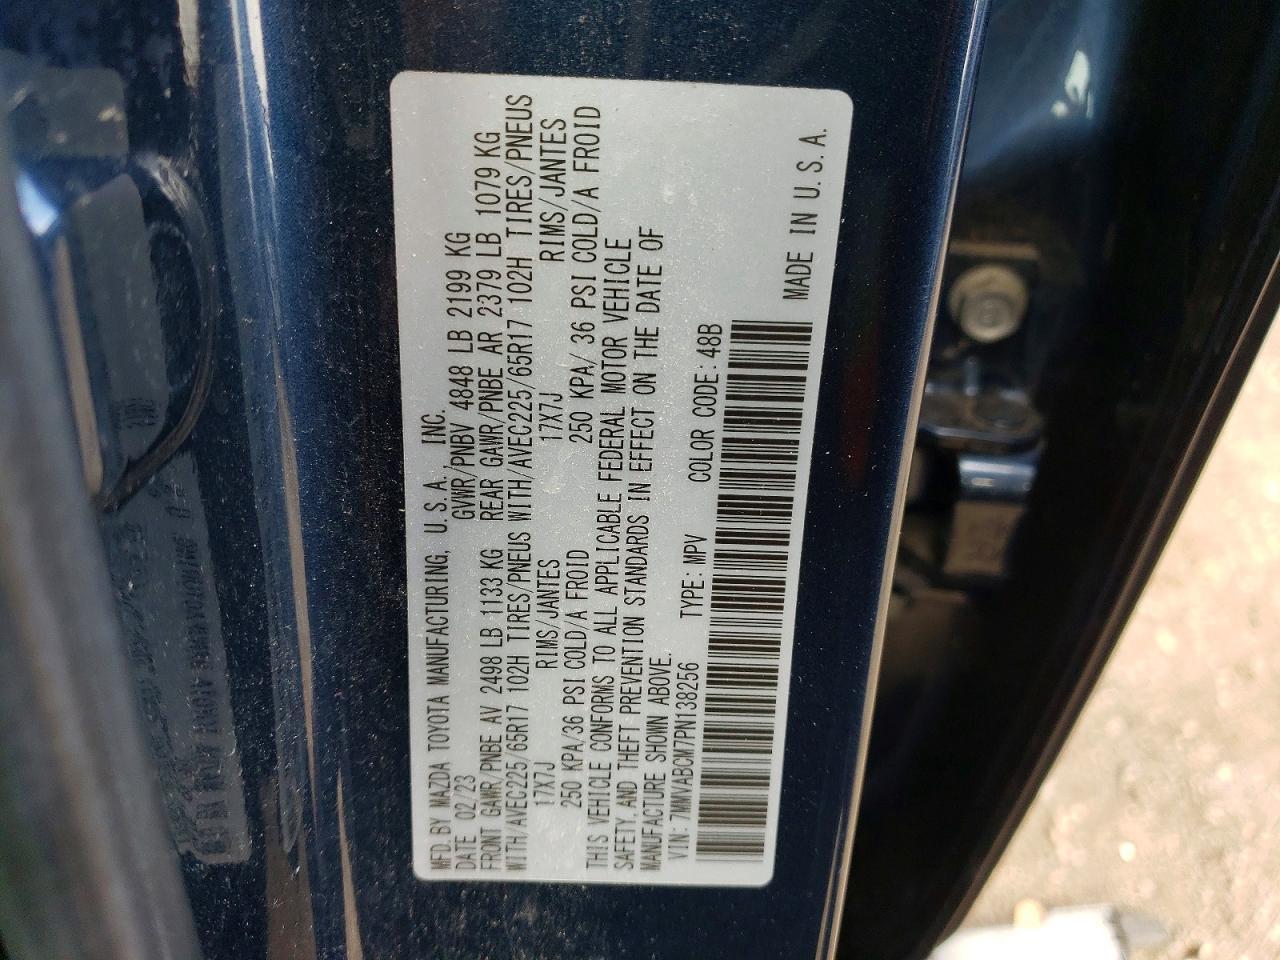 MFD. BY MAZDA TOYOTA MANUFACTURING, U.S.A., INC.
DATE 02/23 GVWR/PNBV 4848 LB 2199 KG
FRONT GAWR/PNBE AV 2498 LB 1133 KG REAR GAWR/PNBE AR 2379 LB 1079 KG
WITH/AVEC225/65R17 102H TIRES/PNEUS WITH/AVEC225/65R17 102H TIRES/PNEUS
17X7J RIMS/JANTES 17X7J RIMS/JANTES
250 KPA/36 PSI COLD/A FROID 250 KPA/ 36 PSI COLD/A FROID
THIS VEHICLE CONFORMS TO ALL APPLICABLE FEDERAL MOTOR VEHICLE
SAFETY, AND THEFT PREVENTION STANDARDS IN EFFECT ON THE DATE OF
MANUFACTURE SHOWN ABOVE.
VIN: 7MMVABCM7PN138256 TYPE: MPV COLOR CODE: 48B
MADE IN U.S.A.